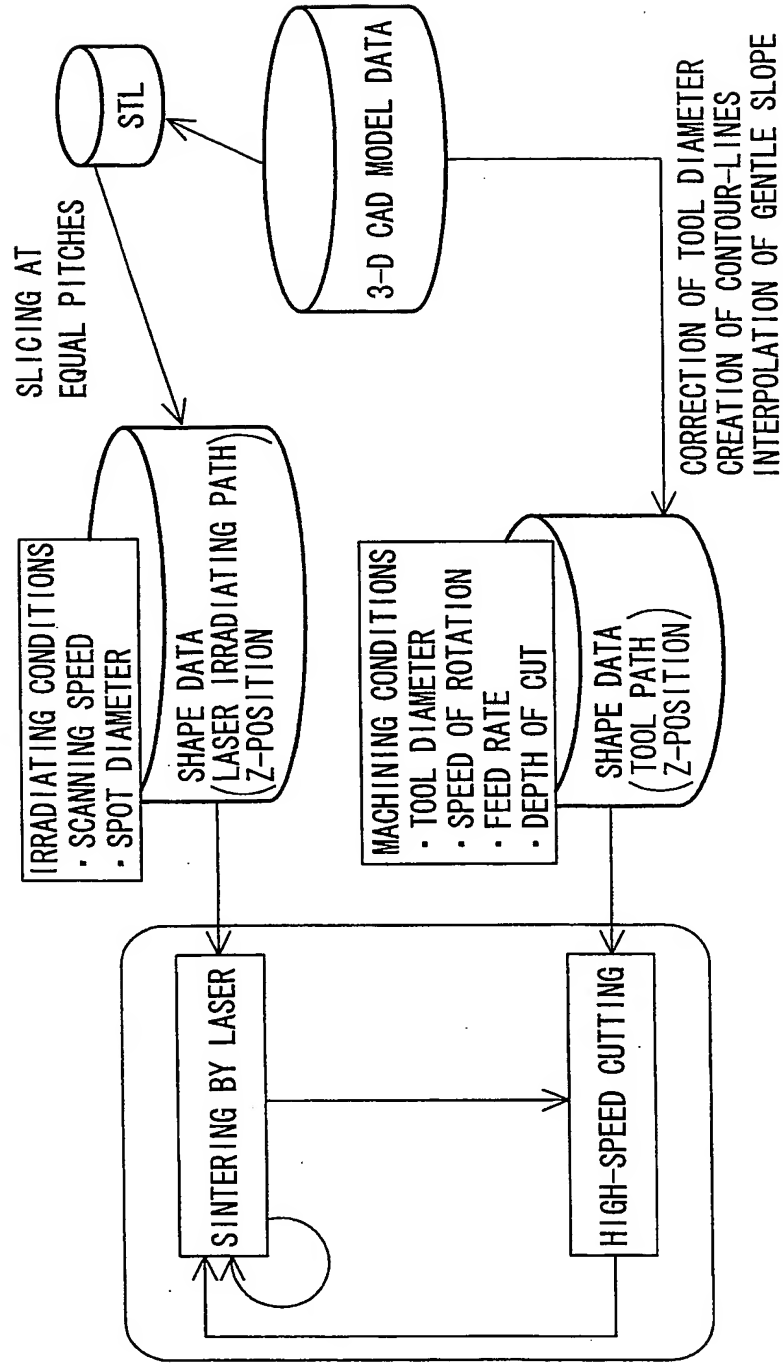 STL
SLICING AT
EQUAL PITCHES
3-D CAD MODEL DATA
CORRECTION OF TOOL DIAMETER
CREATION OF CONTOUR-LINES
INTERPOLATION OF GENTLE SLOPE
IRRADIATING CONDITIONS
· SCANNING SPEED
· SPOT DIAMETER
SHAPE DATA
(LASER IRRADIATING PATH)
(Z-POSITION)
MACHINING CONDITIONS
· TOOL DIAMETER
· SPEED OF ROTATION
· FEED RATE
· DEPTH OF CUT
SHAPE DATA
(TOOL PATH)
(Z-POSITION)
SINTERING BY LASER
HIGH-SPEED CUTTING